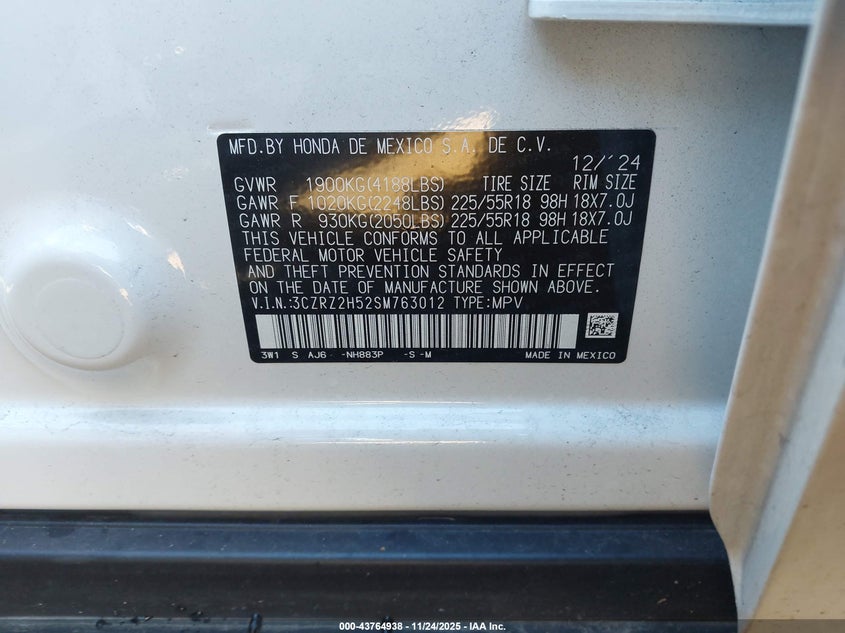 MFD.BY HONDA DE MEXICO S.A. DE C.V.
12/'24
GVWR 1900KG(4188LBS) TIRE SIZE RIM SIZE
GAWR F 1020KG(2248LBS) 225/55R18 98H 18X7.0J
GAWR R 930KG(2050LBS) 225/55R18 98H 18X7.0J
THIS VEHICLE CONFORMS TO ALL APPLICABLE
FEDERAL MOTOR VEHICLE SAFETY
AND THEFT PREVENTION STANDARDS IN EFFECT
ON THE DATE OF MANUFACTURE SHOWN ABOVE.
V.I.N.:3CZRZ2H52SM763012 TYPE:MPV
3W1 S AJ6 -NH883P -S -M MADE IN MEXICO
000-43764938 - 11/24/2025 - IAA Inc.